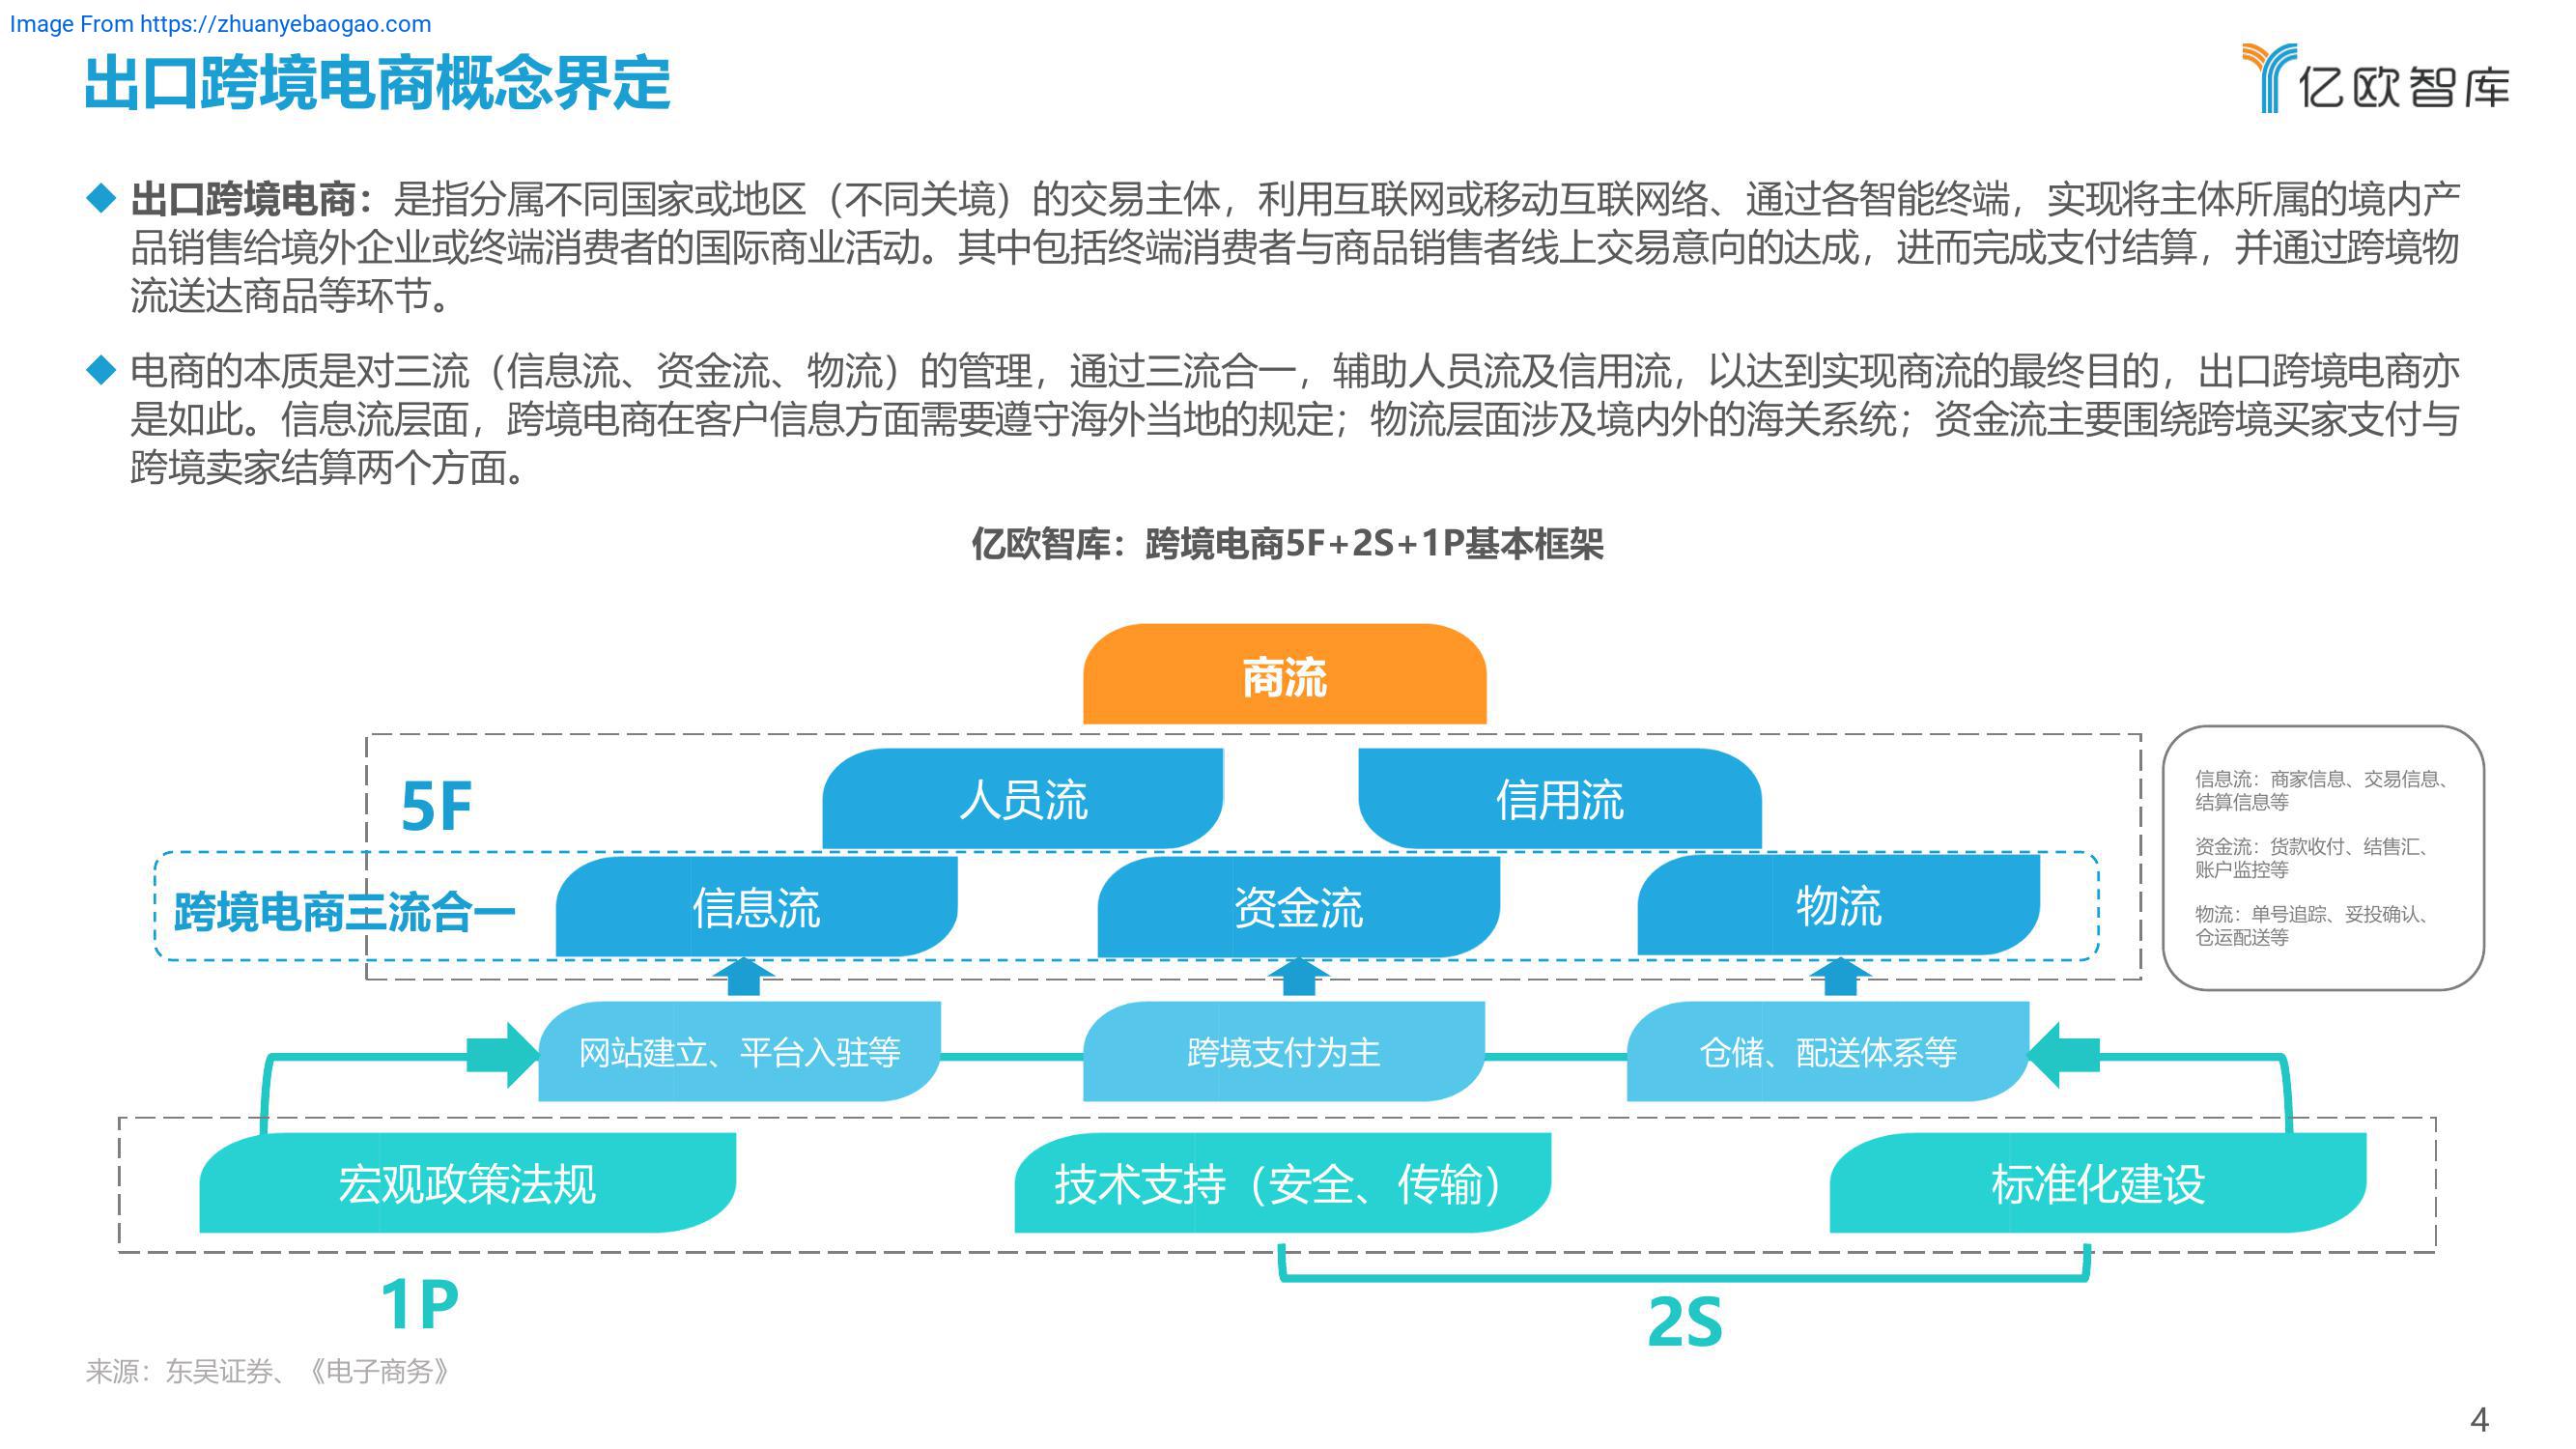 Image From https://zhuanyebaogao.com
出口跨境电商概念界定
亿欧智库
出口跨境电商：是指分属不同国家或地区（不同关境）的交易主体，利用互联网或移动互联网络、通过各智能终端，实现将主体所属的境内产
品销售给境外企业或终端消费者的国际商业活动。其中包括终端消费者与商品销售者线上交易意向的达成，进而完成支付结算，并通过跨境物
流送达商品等环节。
电商的本质是对三流（信息流、资金流、物流）的管理，通过三流合一，辅助人员流及信用流，以达到实现商流的最终目的，出口跨境电商亦
是如此。信息流层面，跨境电商在客户信息方面需要遵守海外当地的规定；物流层面涉及境内外的海关系统；资金流主要围绕跨境买家支付与
跨境卖家结算两个方面。
亿欧智库：跨境电商5F+2S+1P基本框架
商流
5F
人员流
信用流
跨境电商三流合一
信息流
资金流
物流
信息流：商家信息、交易信息、
结算信息等
资金流：货款收付、结售汇、
账户监控等
物流：单号追踪、妥投确认、
仓运配送等
网站建立、平台入驻等
跨境支付为主
仓储、配送体系等
宏观政策法规
技术支持（安全、传输）
标准化建设
1P
2S
来源：东吴证券、《电子商务》
4